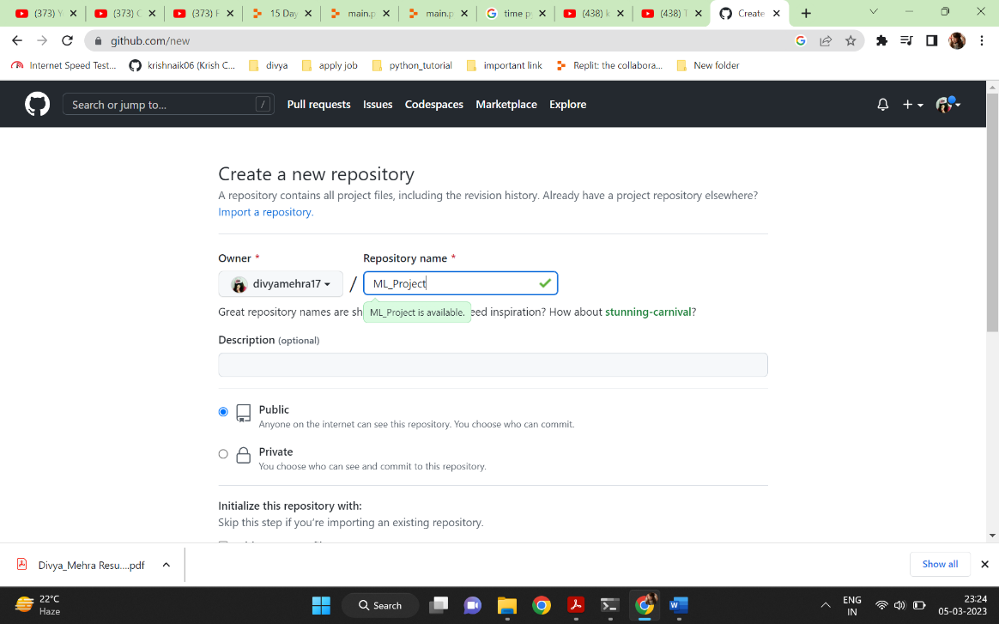 (373) Y (373) C (373) F 15 Day main.p main.p time p (438) k (438) T Create
github.com/new
Internet Speed Test... krishnaik06 (Krish C... divya apply job python_tutorial important link Replit: the collabora... New folder
Search or jump to... / Pull requests Issues Codespaces Marketplace Explore
Create a new repository
A repository contains all project files, including the revision history. Already have a project repository elsewhere?
Import a repository.
Owner * Repository name *
divyamehra17 / ML_Project
Great repository names are sh ML_Project is available. eed inspiration? How about stunning-carnival?
Description (optional)
Public
Anyone on the internet can see this repository. You choose who can commit.
Private
You choose who can see and commit to this repository.
Initialize this repository with:
Skip this step if you're importing an existing repository.
Divya_Mehra Resu....pdf Show all
22°C
Haze
Search
ENG
IN
23:24
05-03-2023